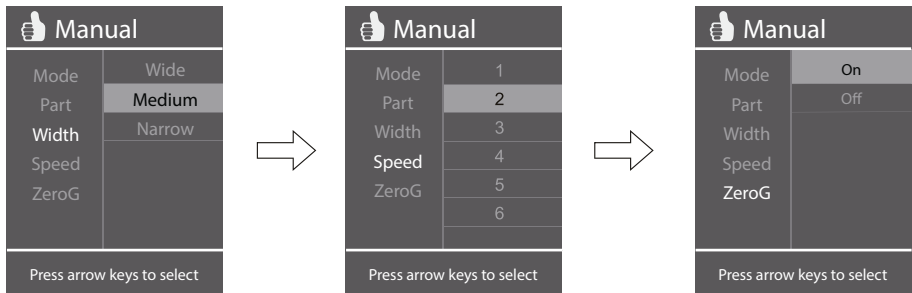 Manual
Mode
Part
Width
Speed
ZeroG
Wide
Medium
Narrow
Press arrow keys to select
Manual
Mode
Part
Width
Speed
ZeroG
1
2
3
4
5
6
Press arrow keys to select
Manual
Mode
Part
Width
Speed
ZeroG
On
Off
Press arrow keys to select